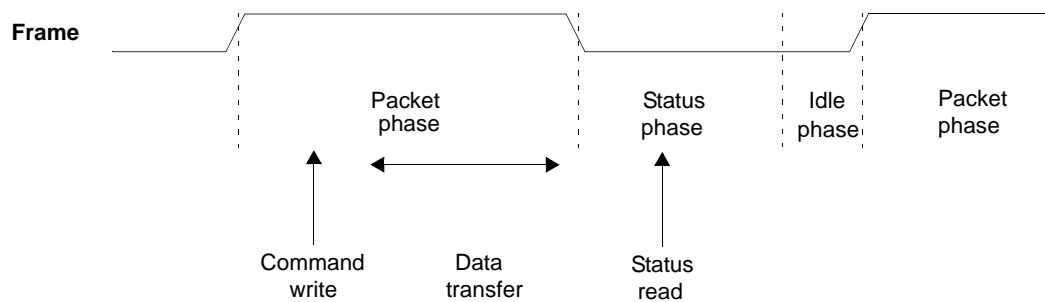 Frame
Packet
phase
Status
phase
Idle
phase
Packet
phase
Command
write
Data
transfer
Status
read